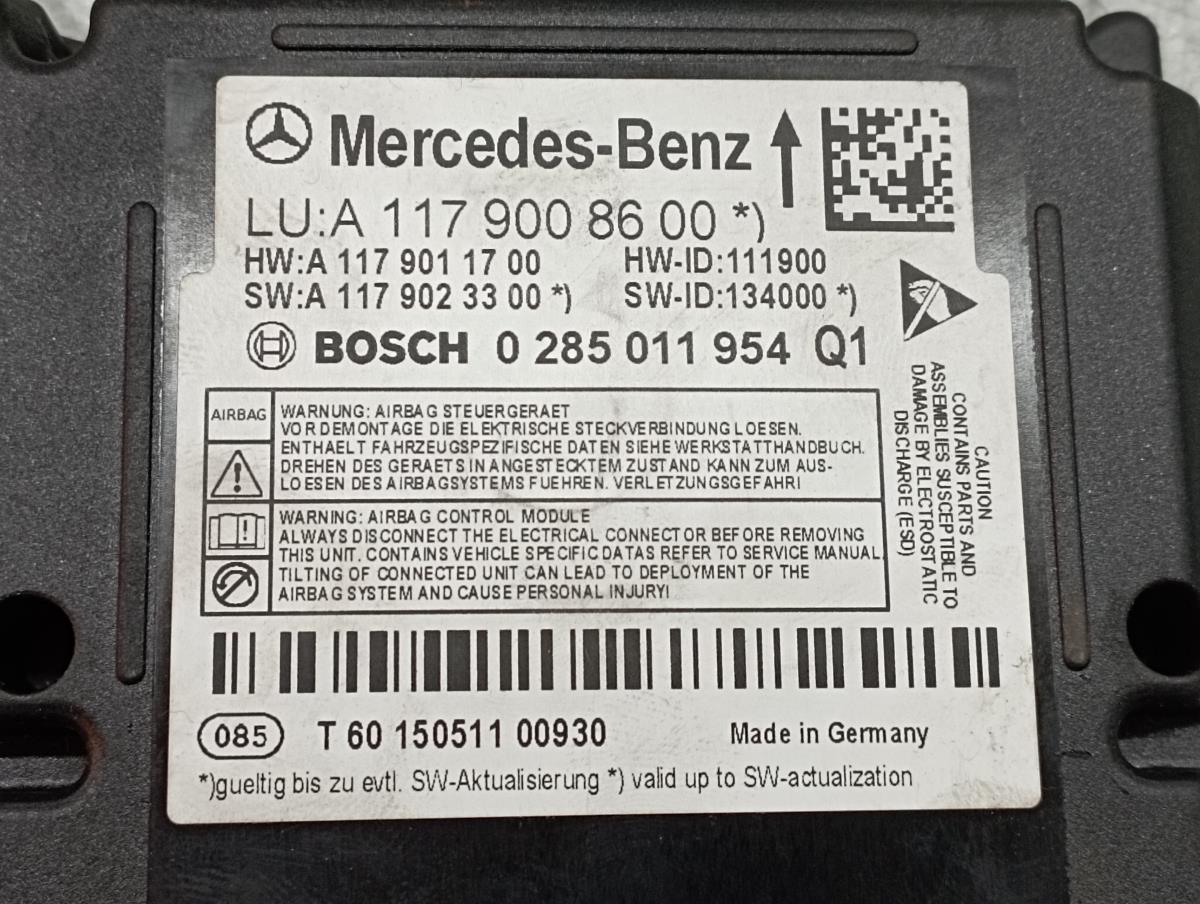 Mercedes-Benz
LU:A 117 900 86 00 *)
HW:A 117 901 17 00 HW-ID:111900
SW:A 117 902 33 00 *) SW-ID:134000 *)
BOSCH 0 285 011 954 Q1
AIRBAG
WARNUNG: AIRBAG STEUERGERAET
VOR DEMONTAGE DIE ELEKTRISCHE STECKVERBINDUNG LOESEN.
ENTHAELT FAHRZEUGSPEZIFISCHE DATEN SIEHE WERKSTATTHANDBUCH.
DREHEN DES GERAETS IN ANGESTECKTEM ZUSTAND KANN ZUM AUS-
LOESEN DES AIRBAGSYSTEMS FUEHREN. VERLETZUNGSGEFAHR!
WARNING: AIRBAG CONTROL MODULE
ALWAYS DISCONNECT THE ELECTRICAL CONNECTOR BEFORE REMOVING
THIS UNIT. CONTAINS VEHICLE SPECIFIC DATAS REFER TO SERVICE MANUAL
TILTING OF CONNECTED UNIT CAN LEAD TO DEPLOYMENT OF THE
AIRBAG SYSTEM AND CAUSE PERSONAL INJURY!
CAUTION
CONTAINS PARTS AND
ASSEMBLIES SUSCEPTIBLE TO
DAMAGE BY ELECTROSTATIC
DISCHARGE (ESD)
085 T 60 150511 00930 Made in Germany
*)gueltig bis zu evtl. SW-Aktualisierung *) valid up to SW-actualization